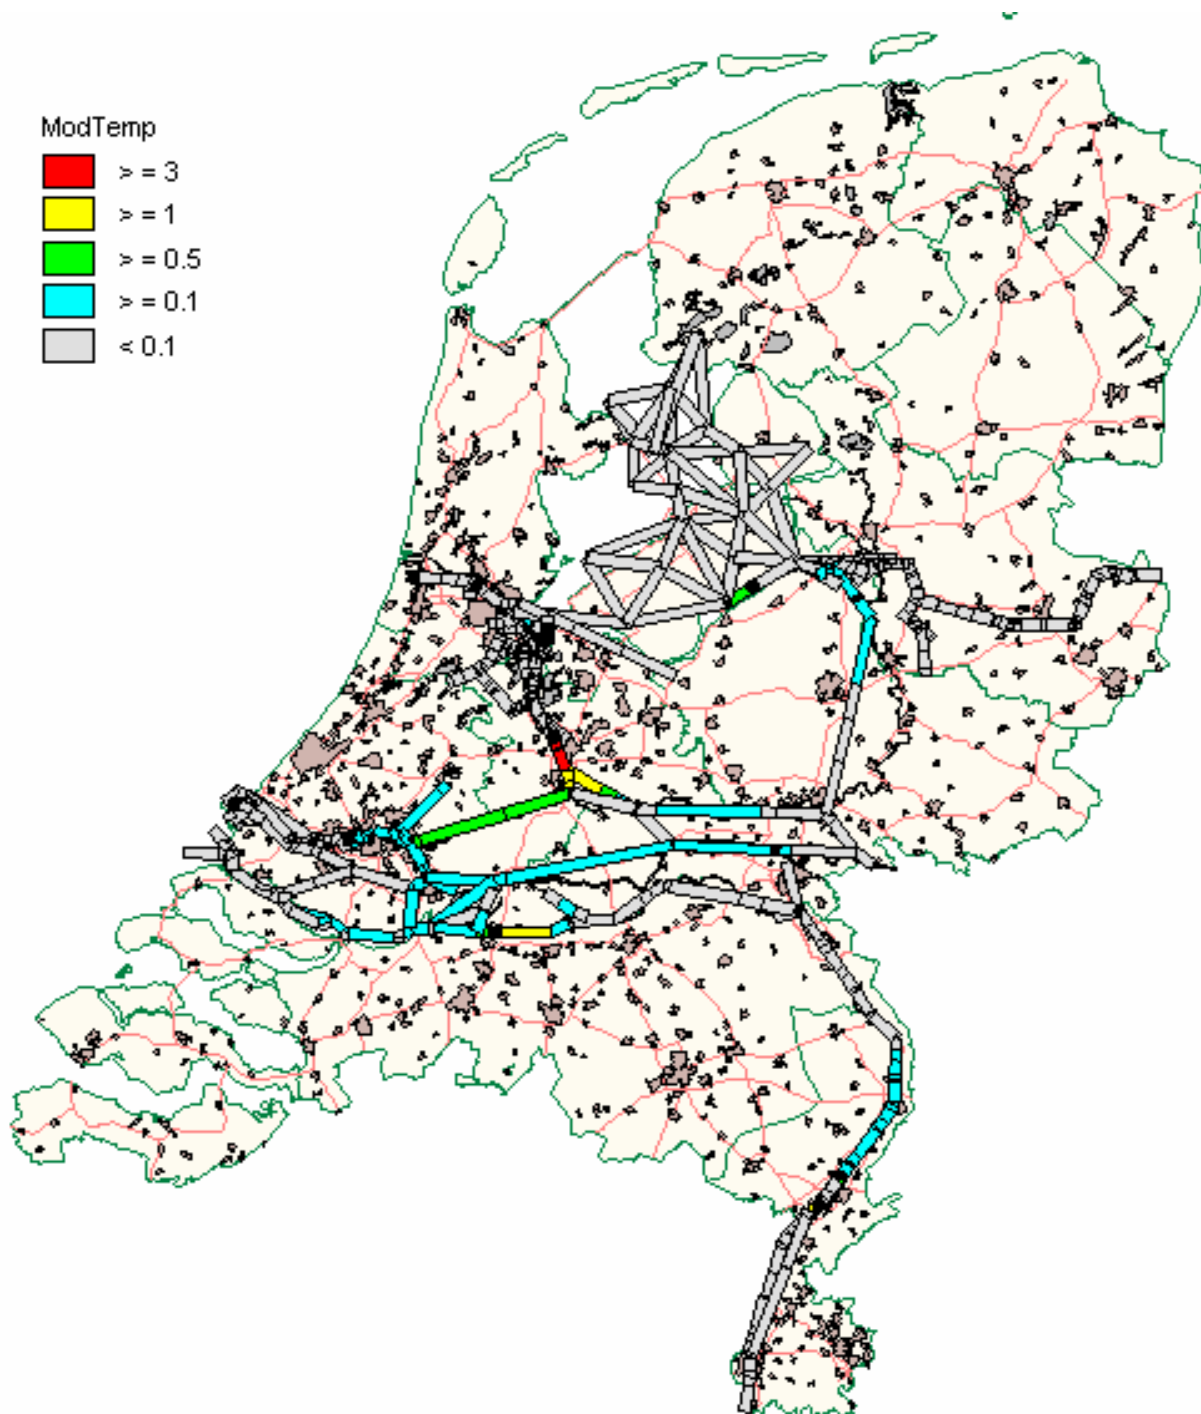 ModTemp
> = 3
> = 1
> = 0.5
> = 0.1
< 0.1